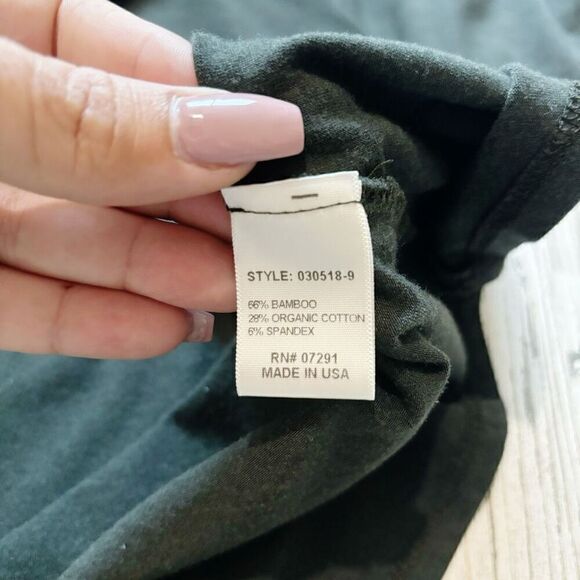 STYLE: 030518-9
66% BAMBOO
28% ORGANIC COTTON
6% SPANDEX
RN# 07291
MADE IN USA